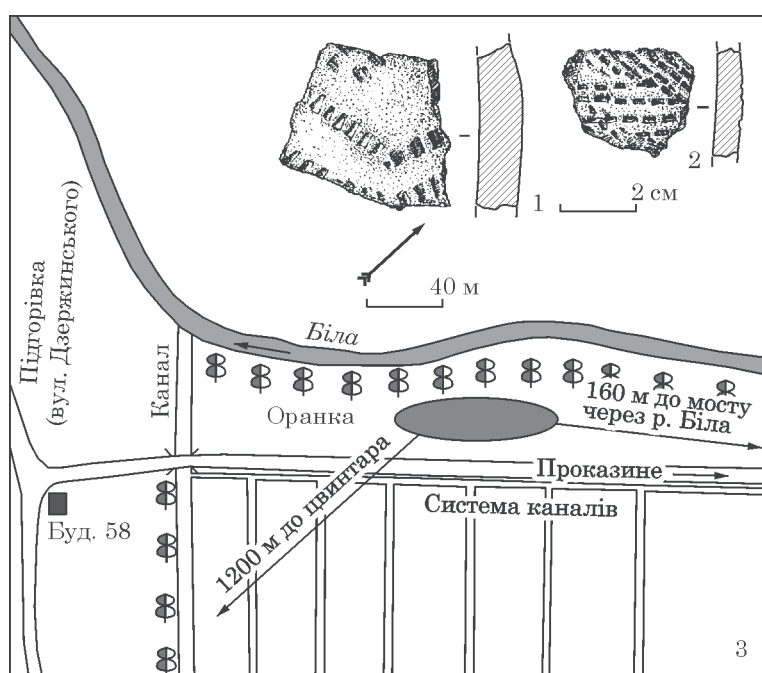 1
2
2 см
40 м
Біла
Підгорівка
(вул. Дзержинського)
Канал
Оранка
160 м до мосту
через р. Біла
Проказине
Система каналів
1200 м до цвинтара
Буд. 58
3